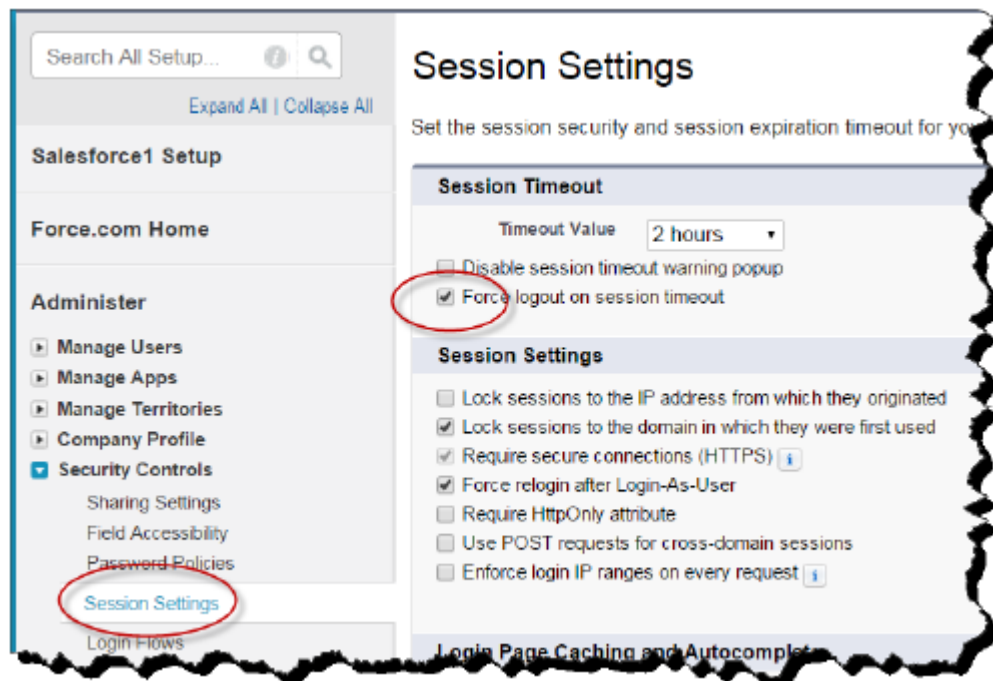 Search All Setup...
Expand All | Collapse All
Salesforce1 Setup
Force.com Home
Administer
Manage Users
Manage Apps
Manage Territories
Company Profile
Security Controls
Sharing Settings
Field Accessibility
Password Policies
Session Settings
Login Flows
Session Settings
Set the session security and session expiration timeout for
Session Timeout
Timeout Value 2 hours
Disable session timeout warning popup
Force logout on session timeout
Session Settings
Lock sessions to the IP address from which they originated
Lock sessions to the domain in which they were first used
Require secure connections (HTTPS) i
Force relogin after Login-As-User
Require HttpOnly attribute
Use POST requests for cross-domain sessions
Enforce login IP ranges on every request i
Login Page Caching and